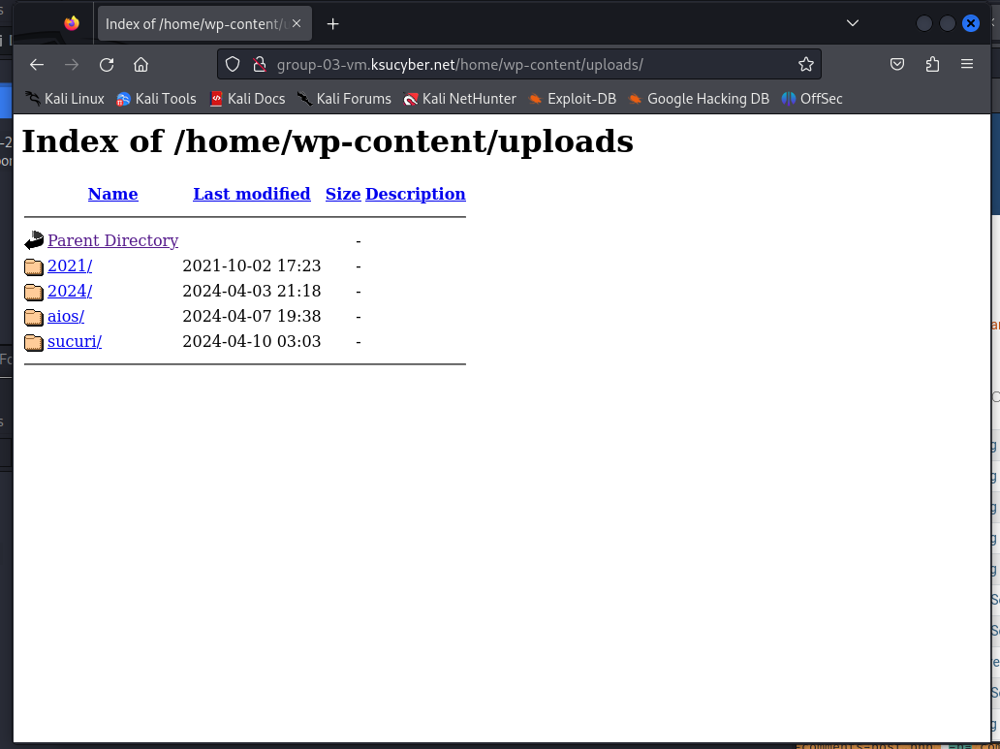 Index of /home/wp-content/u
group-03-vm.ksucyber.net/home/wp-content/uploads/
Kali Linux Kali Tools Kali Docs Kali Forums Kali NetHunter Exploit-DB Google Hacking DB OffSec
Index of /home/wp-content/uploads
Name Last modified Size Description
Parent Directory -
2021/ 2021-10-02 17:23 -
2024/ 2024-04-03 21:18 -
aios/ 2024-04-07 19:38 -
sucuri/ 2024-04-10 03:03 -